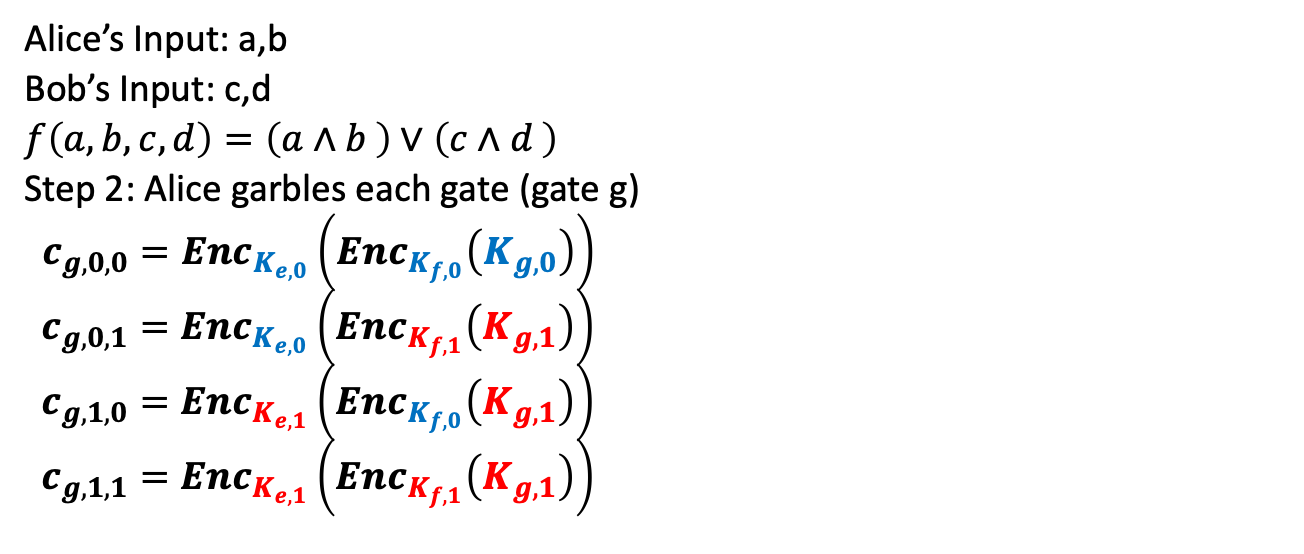 Alice’s Input: a,b
Bob’s Input: c,d
f(a, b, c, d) = (a ∧ b ) ∨ (c ∧ d )
Step 2: Alice garbles each gate (gate g)
c_{g,0,0} = Enc_{K_{e,0}} (Enc_{K_{f,0}} (K_{g,0}))
c_{g,0,1} = Enc_{K_{e,0}} (Enc_{K_{f,1}} (K_{g,1}))
c_{g,1,0} = Enc_{K_{e,1}} (Enc_{K_{f,0}} (K_{g,1}))
c_{g,1,1} = Enc_{K_{e,1}} (Enc_{K_{f,1}} (K_{g,1}))